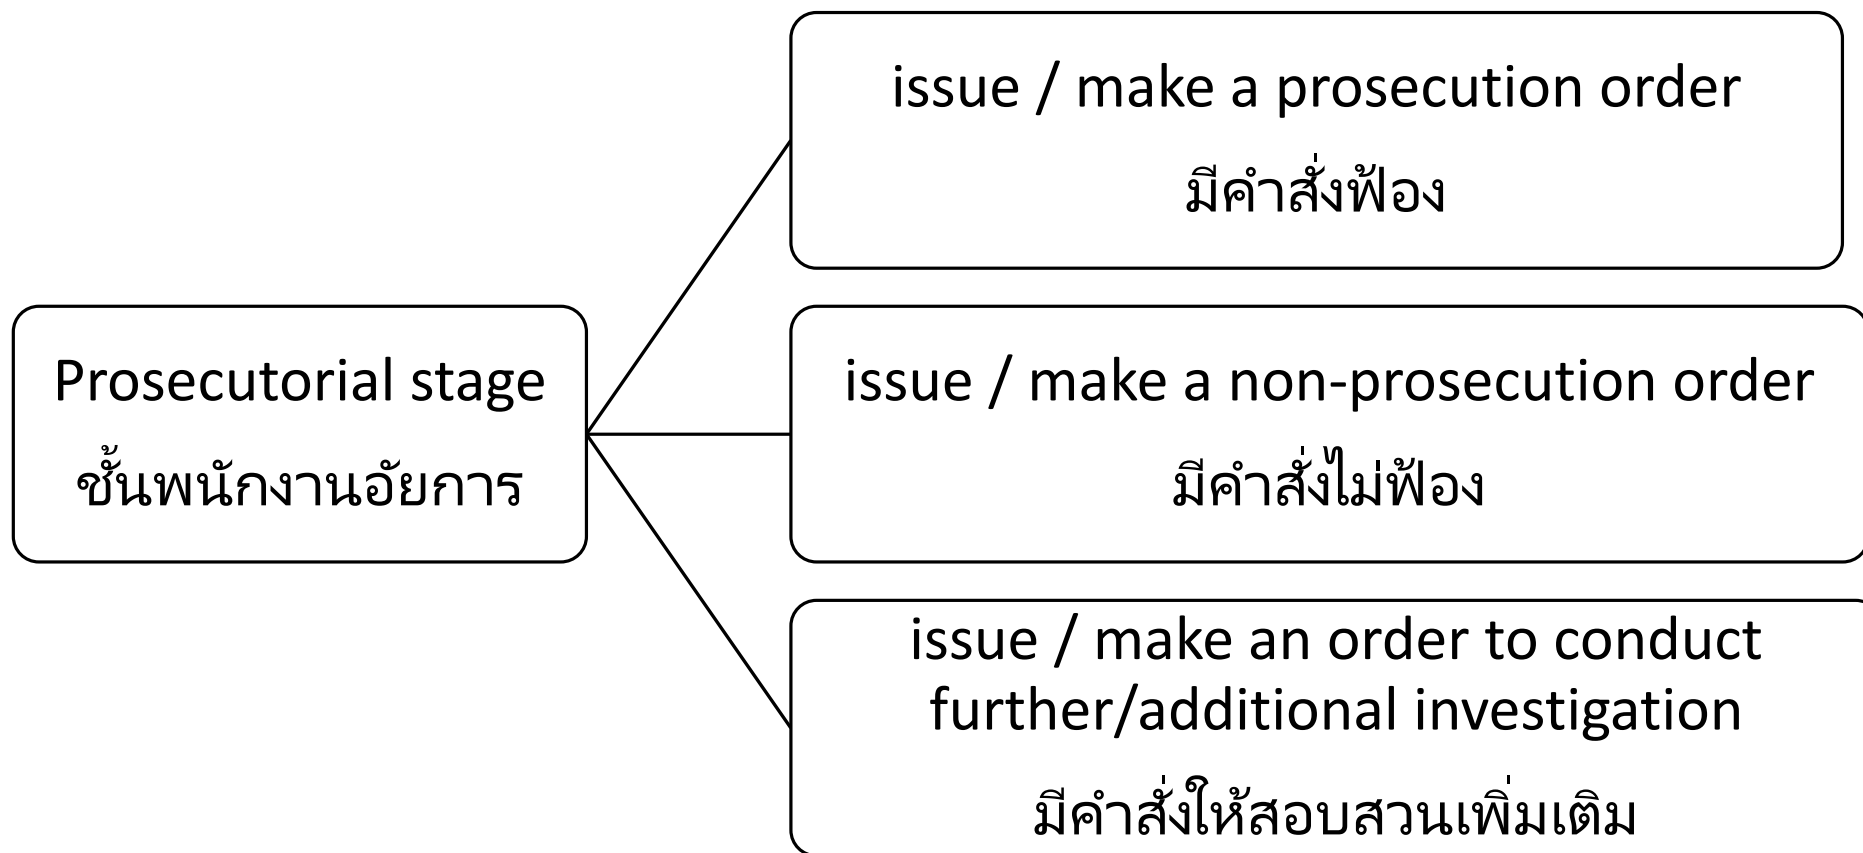 Prosecutorial stage
ชั้นพนักงานอัยการ
issue / make a prosecution order
มีคำสั่งฟ้อง
issue / make a non-prosecution order
มีคำสั่งไม่ฟ้อง
issue / make an order to conduct
further/additional investigation
มีคำสั่งให้สอบสวนเพิ่มเติม